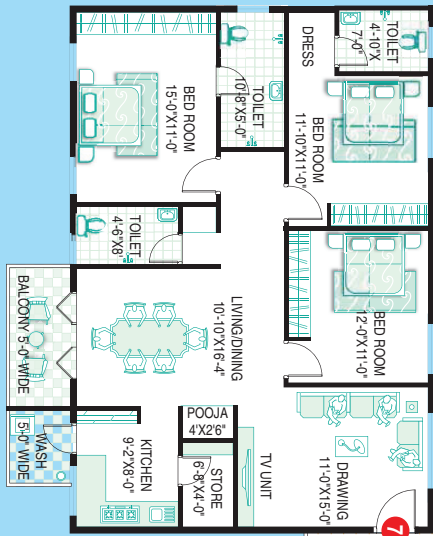 TOILET
4'-10"X
7'-0"
DRESS
TOILET
10'-8"X5'-0"
BED ROOM
15'-0"X11'-0"
BED ROOM
11'-10"X11'-0"
TOILET
4'-6"X8'
BED ROOM
12'-0"X11'-0"
LIVING/DINING
10'-10"X16'-4"
BALCONY 5'-0" WIDE
POOJA
4'X2'6"
WASH
5'-0" WIDE
KITCHEN
9'-2"X8'-0"
STORE
6'-8"X4'-0"
TV UNIT
DRAWING
11'-0"X15'-0"
7